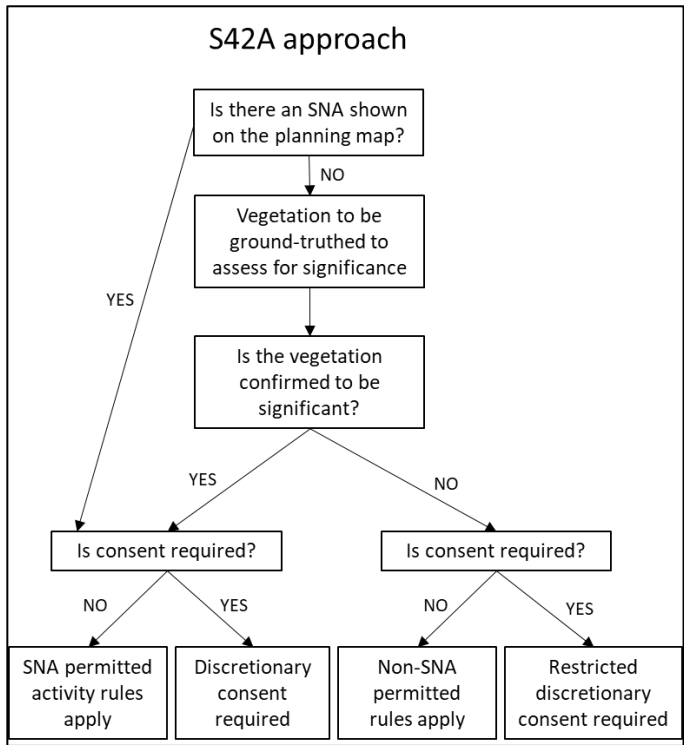 S42A approach
Is there an SNA shown
on the planning map?
NO
Vegetation to be
ground-truthed to
assess for significance
YES
Is the vegetation
confirmed to be
significant?
YES
NO
Is consent required?
Is consent required?
NO
YES
NO
YES
SNA permitted
activity rules
apply
Discretionary
consent
required
Non-SNA
permitted
rules apply
Restricted
discretionary
consent required